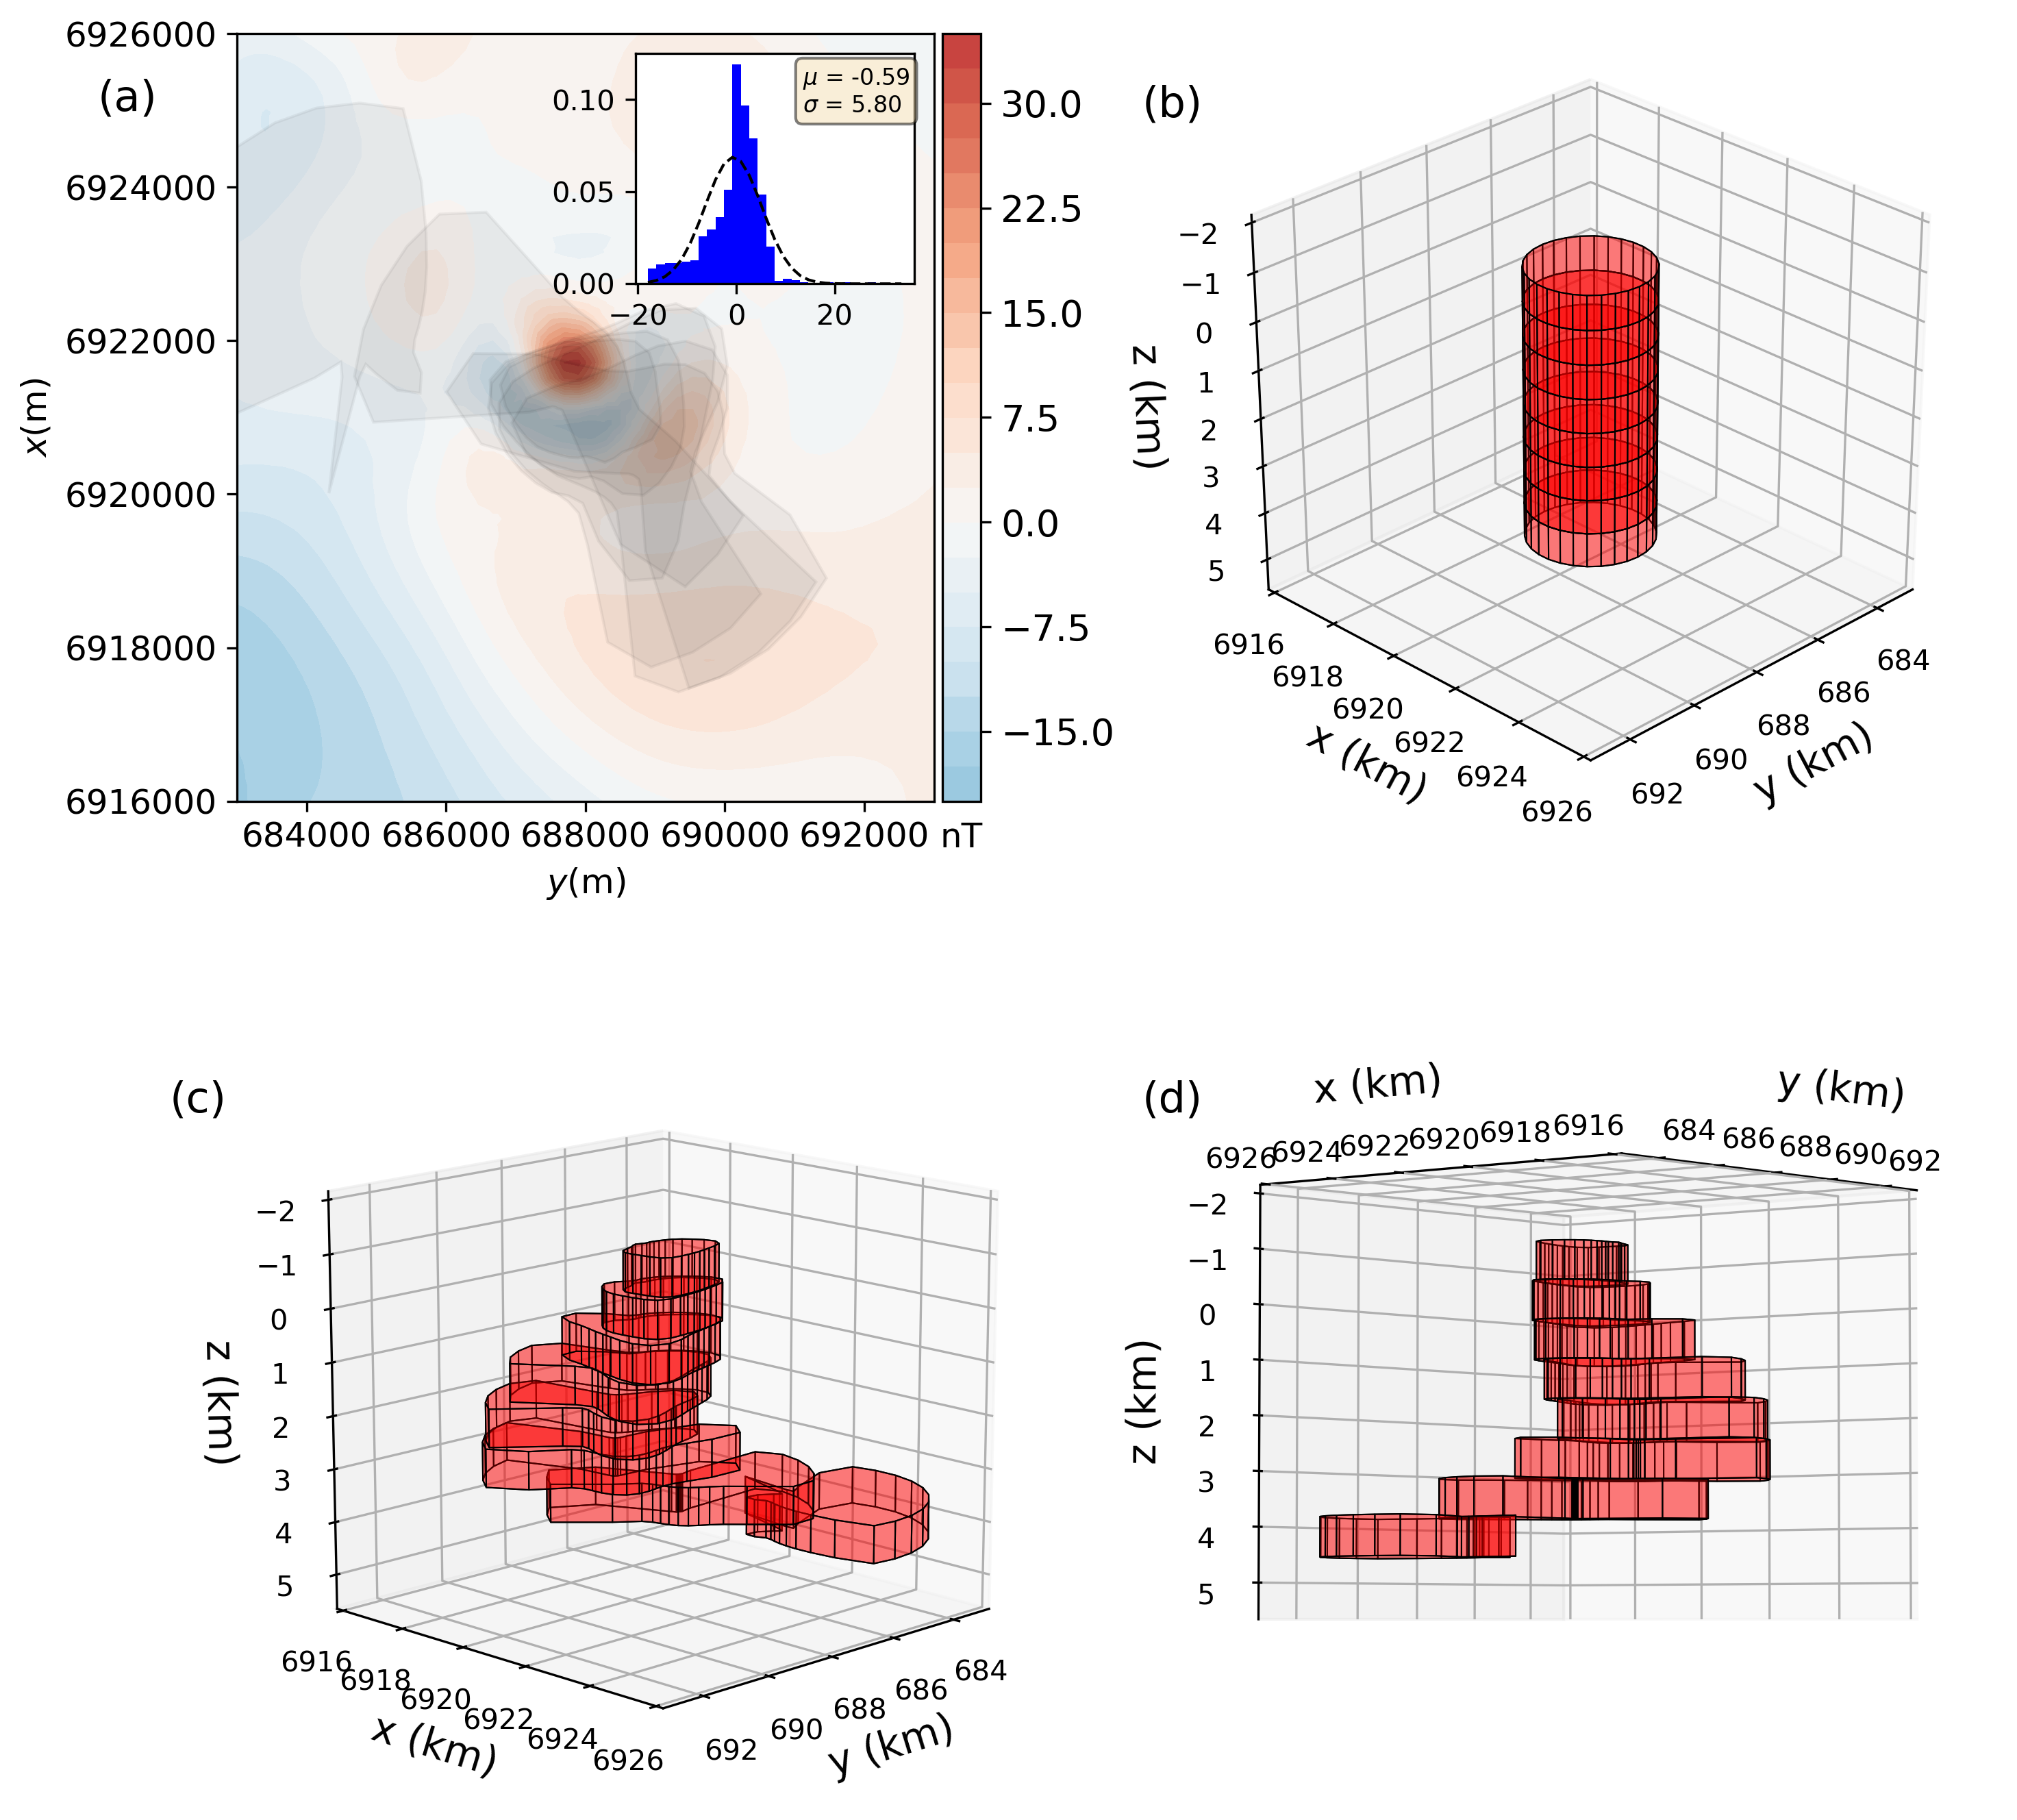 (a)
6926000
6924000
6922000
6920000
6918000
6916000
x(m)
684000 686000 688000 690000 692000 nT
y(m)
0.10
0.05
0.00
−20 0 20
μ = -0.59
σ = 5.80
30.0
22.5
15.0
7.5
0.0
−7.5
−15.0
(b)
−2
−1
0
1
2
3
4
5
z (km)
6916
6918
6920
6922
6924
6926
x (km)
692
690
688
686
684
y (km)
(c)
−2
−1
0
1
2
3
4
5
z (km)
6916
6918
6920
6922
6924
6926
x (km)
692
690
688
686
684
y (km)
(d)
x (km)
y (km)
6926 6924 6922 6920 6918 6916
684 686 688 690 692
−2
−1
0
1
2
3
4
5
z (km)